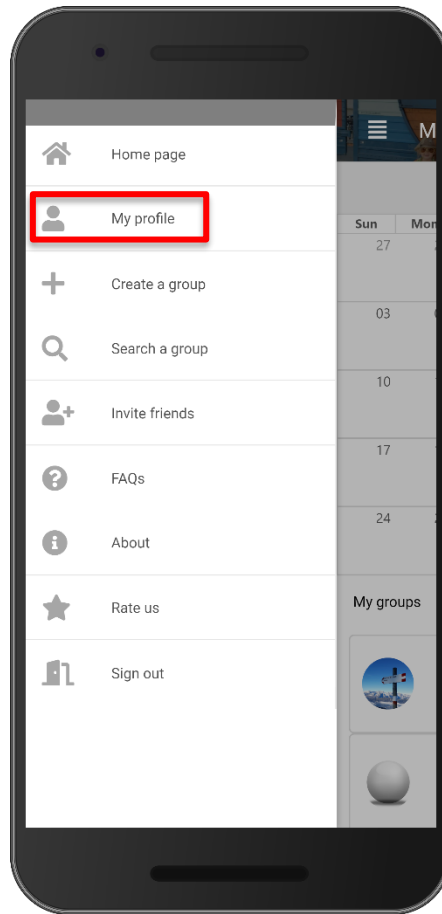 M
Home page
My profile
Sun Mon
27
Create a group
03
Search a group
10
Invite friends
17
FAQs
24
About
Rate us
My groups
Sign out